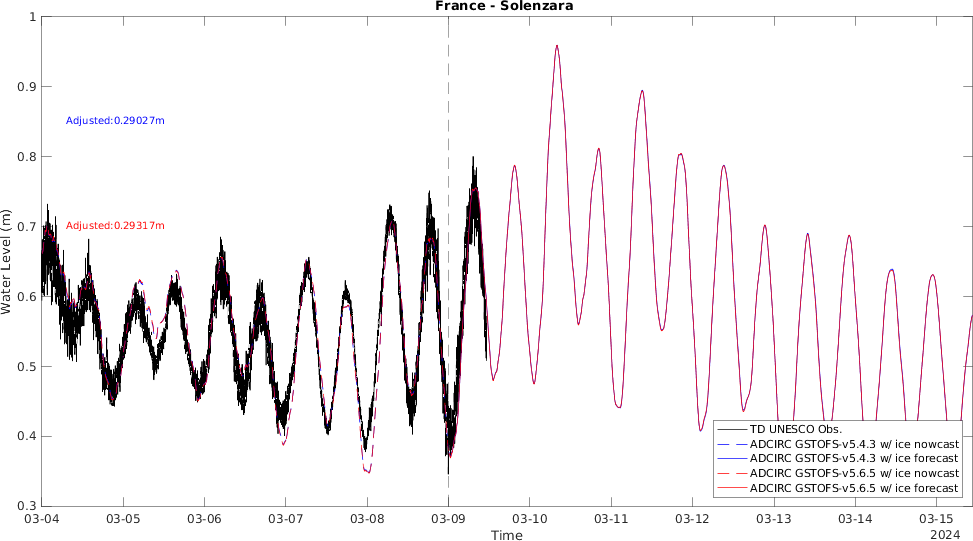 France - Solenzara
1
0.9
0.8
0.7
0.6
0.5
0.4
0.3
Water Level (m)
Adjusted:0.29027m
Adjusted:0.29317m
TD UNESCO Obs.
ADCIRC GSTOFS-v5.4.3 w/ ice nowcast
ADCIRC GSTOFS-v5.4.3 w/ ice forecast
ADCIRC GSTOFS-v5.6.5 w/ ice nowcast
ADCIRC GSTOFS-v5.6.5 w/ ice forecast
03-04 03-05 03-06 03-07 03-08 03-09 03-10 03-11 03-12 03-13 03-14 03-15
Time
2024